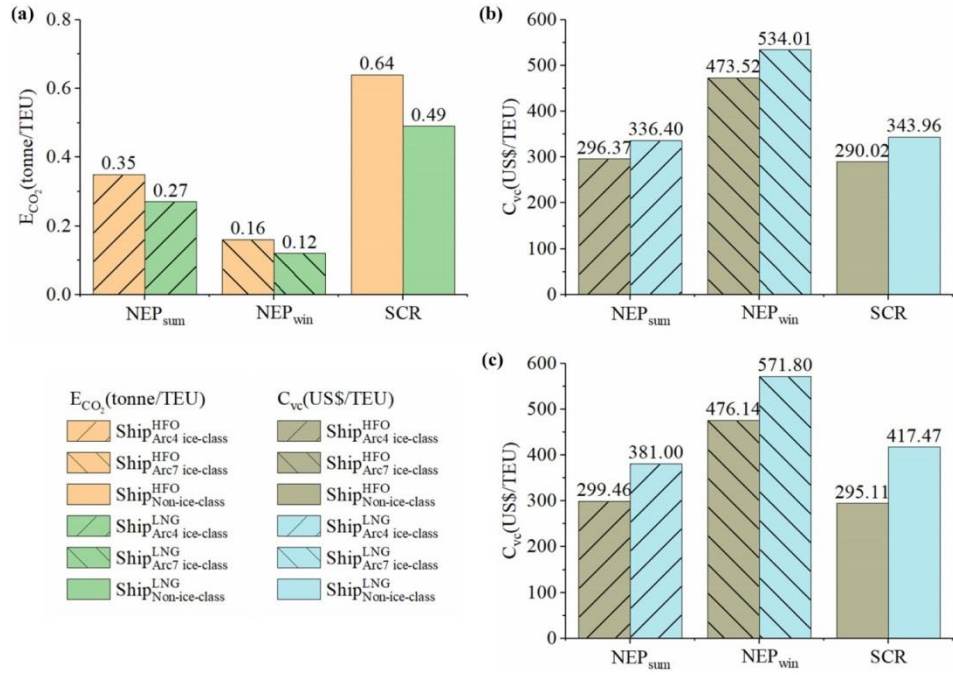 (a)
0.8
0.6
0.4
0.2
0.0
E_CO₂(tonne/TEU)
0.35
0.27
0.16
0.12
0.64
0.49
NEP_sum
NEP_win
SCR
(b)
600
500
400
300
200
100
0
C_vc(US$/TEU)
296.37
336.40
473.52
534.01
290.02
343.96
NEP_sum
NEP_win
SCR
E_CO₂(tonne/TEU)
Ship^HFO_Arc4 ice-class
Ship^HFO_Arc7 ice-class
Ship^HFO_Non-ice-class
Ship^LNG_Arc4 ice-class
Ship^LNG_Arc7 ice-class
Ship^LNG_Non-ice-class
C_vc(US$/TEU)
Ship^HFO_Arc4 ice-class
Ship^HFO_Arc7 ice-class
Ship^HFO_Non-ice-class
Ship^LNG_Arc4 ice-class
Ship^LNG_Arc7 ice-class
Ship^LNG_Non-ice-class
(c)
600
500
400
300
200
100
0
C_vc(US$/TEU)
299.46
381.00
476.14
571.80
295.11
417.47
NEP_sum
NEP_win
SCR